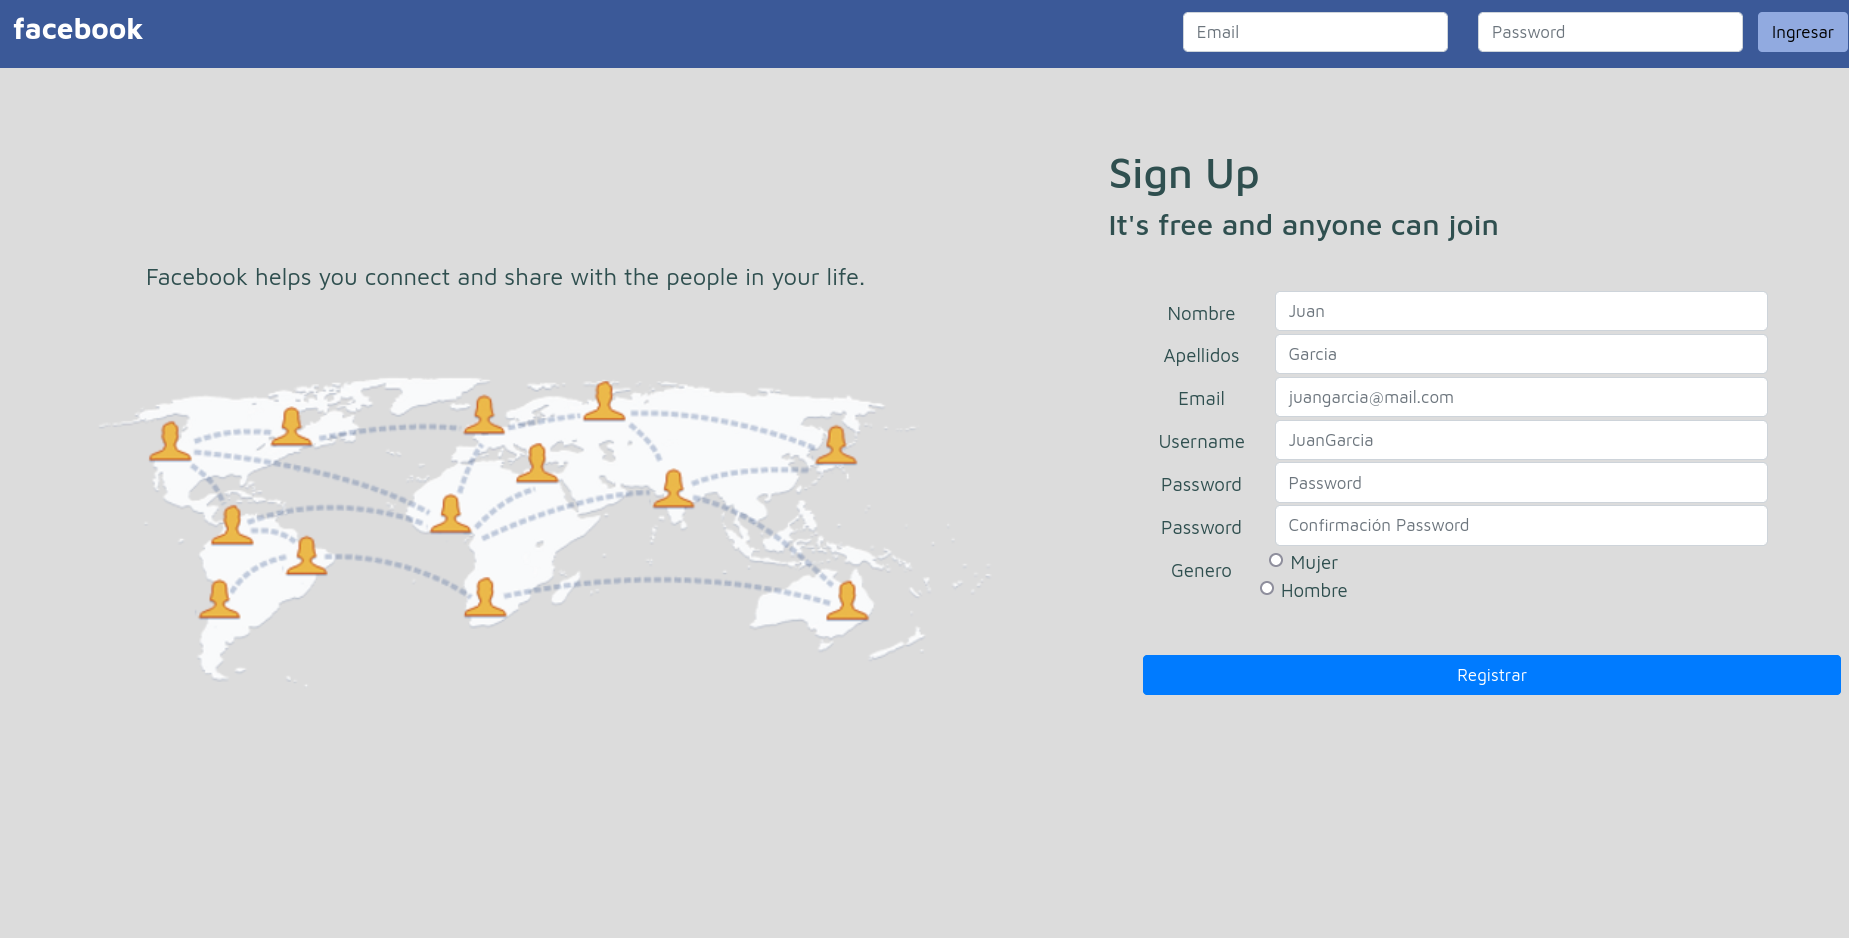 facebook
Email
Password
Ingresar
Facebook helps you connect and share with the people in your life.
Sign Up
It's free and anyone can join
Nombre Juan
Apellidos Garcia
Email juangarcia@mail.com
Username JuanGarcia
Password Password
Password Confirmación Password
Genero Mujer
Hombre
Registrar